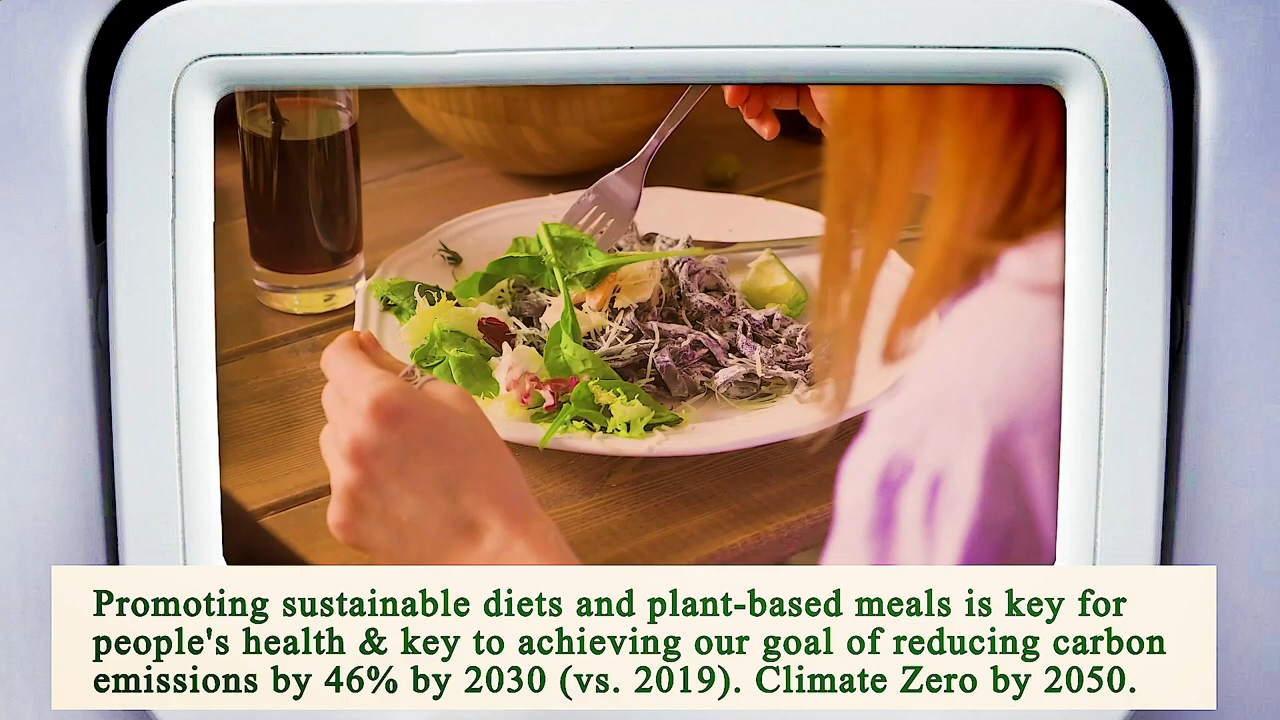 Promoting sustainable diets and plant-based meals is key for
people's health & key to achieving our goal of reducing carbon
emissions by 46% by 2030 (vs. 2019). Climate Zero by 2050.